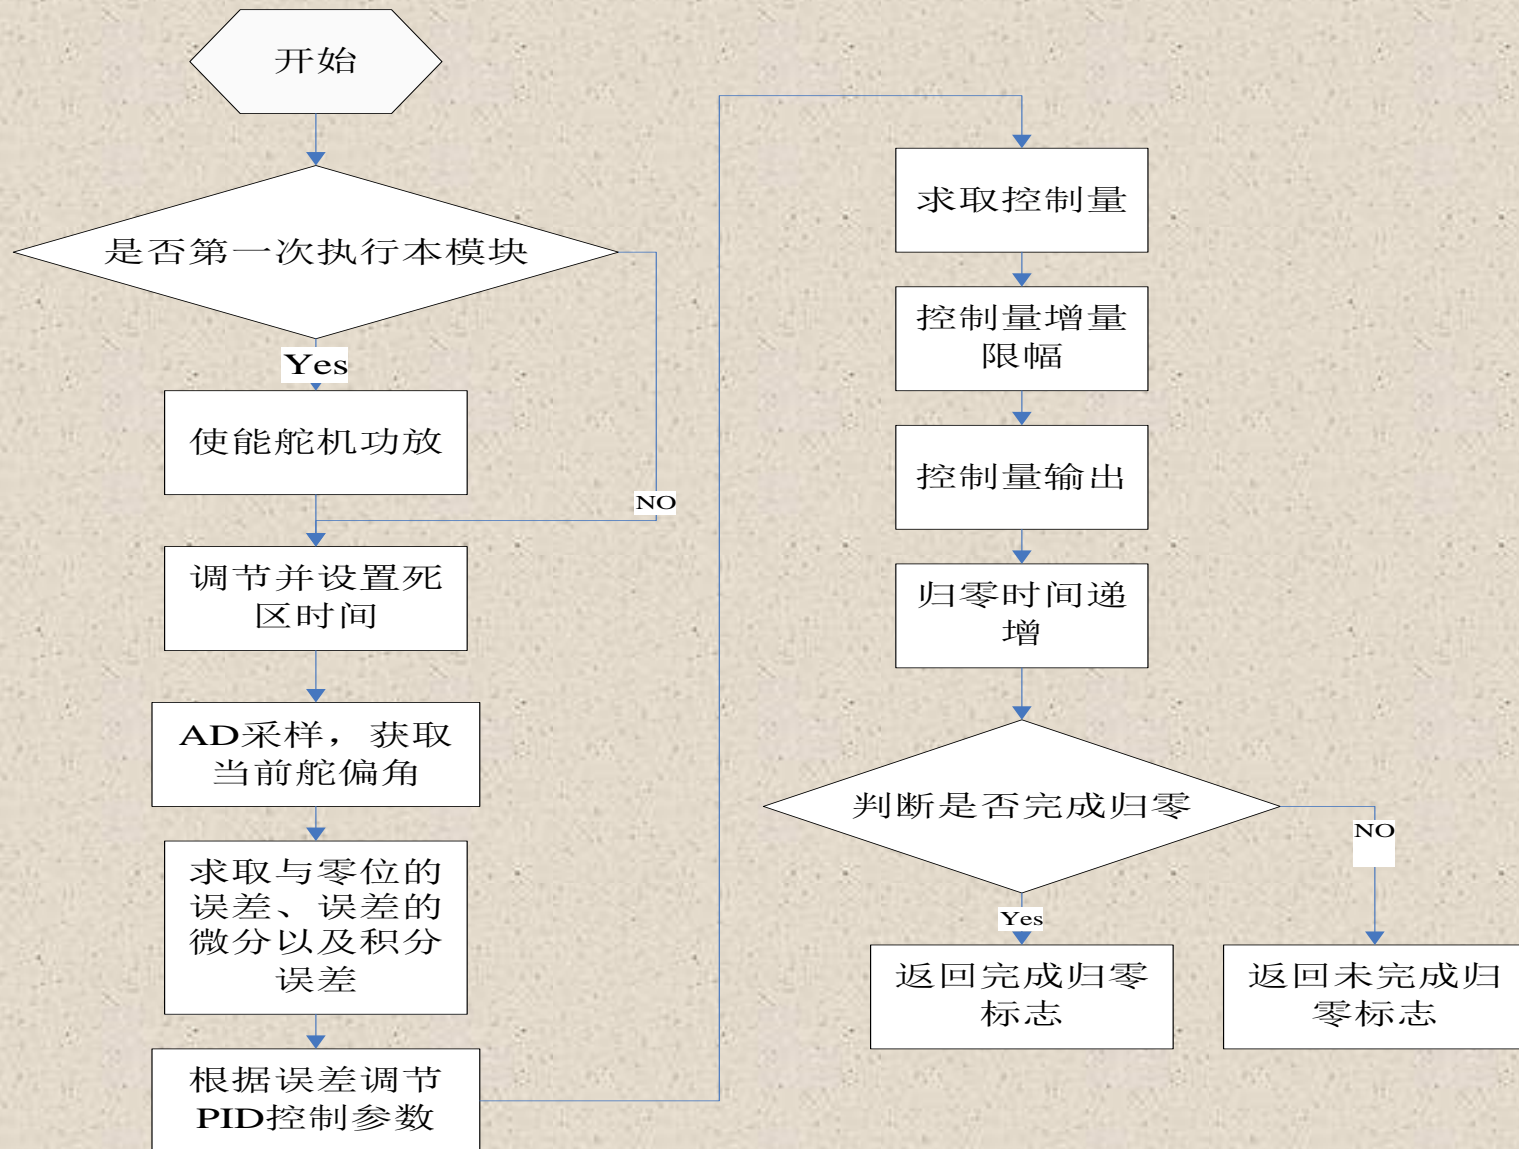 开始
是否第一次执行本模块
Yes
使能舵机功放
NO
调节并设置死
区时间
AD采样，获取
当前舵偏角
求取与零位的
误差、误差的
微分以及积分
误差
根据误差调节
PID控制参数
求取控制量
控制量增量
限幅
控制量输出
归零时间递
增
判断是否完成归零
NO
Yes
返回完成归零
标志
返回未完成归
零标志